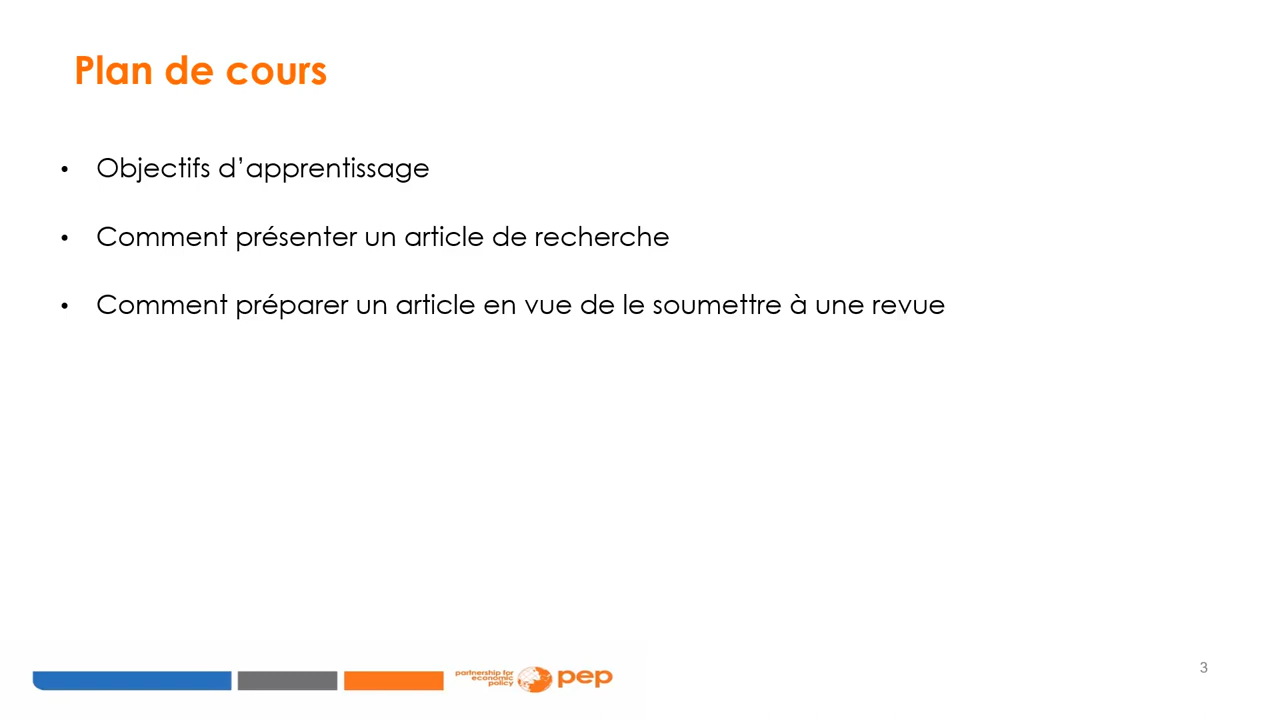 Plan de cours
• Objectifs d’apprentissage
• Comment présenter un article de recherche
• Comment préparer un article en vue de le soumettre à une revue
partnership for
economic
policy
pep
3